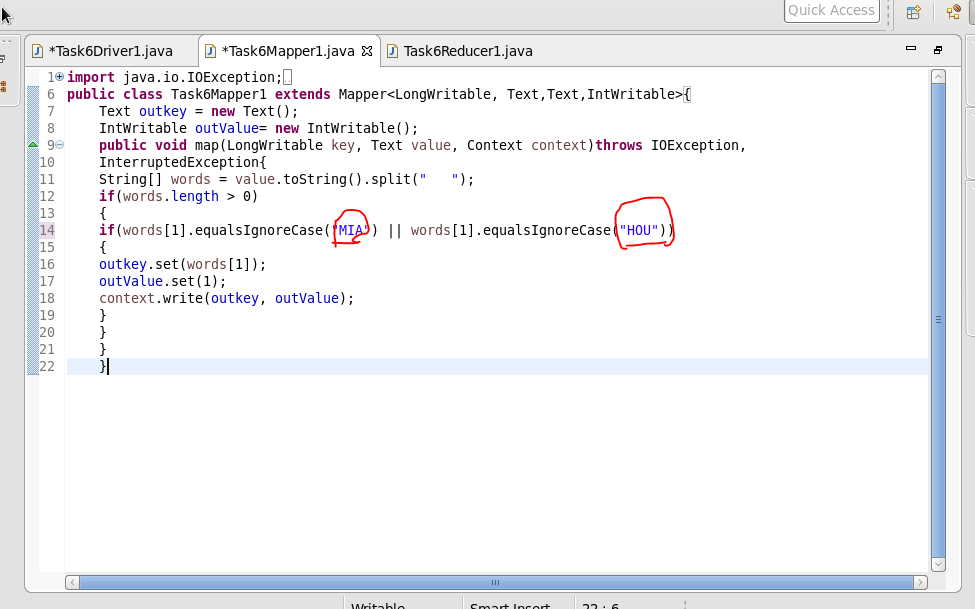 Quick Access
*Task6Driver1.java *Task6Mapper1.java Task6Reducer1.java
1 import java.io.IOException;
6 public class Task6Mapper1 extends Mapper<LongWritable, Text,Text,IntWritable>{
7 Text outkey = new Text();
8 IntWritable outValue= new IntWritable();
9 public void map(LongWritable key, Text value, Context context)throws IOException,
10 InterruptedException{
11 String[] words = value.toString().split("   ");
12 if(words.length > 0)
13 {
14 if(words[1].equalsIgnoreCase("MIA") || words[1].equalsIgnoreCase("HOU"))
15 {
16 outkey.set(words[1]);
17 outValue.set(1);
18 context.write(outkey, outValue);
19 }
20 }
21 }
22 }
Writable Smart Insert 22 : 6